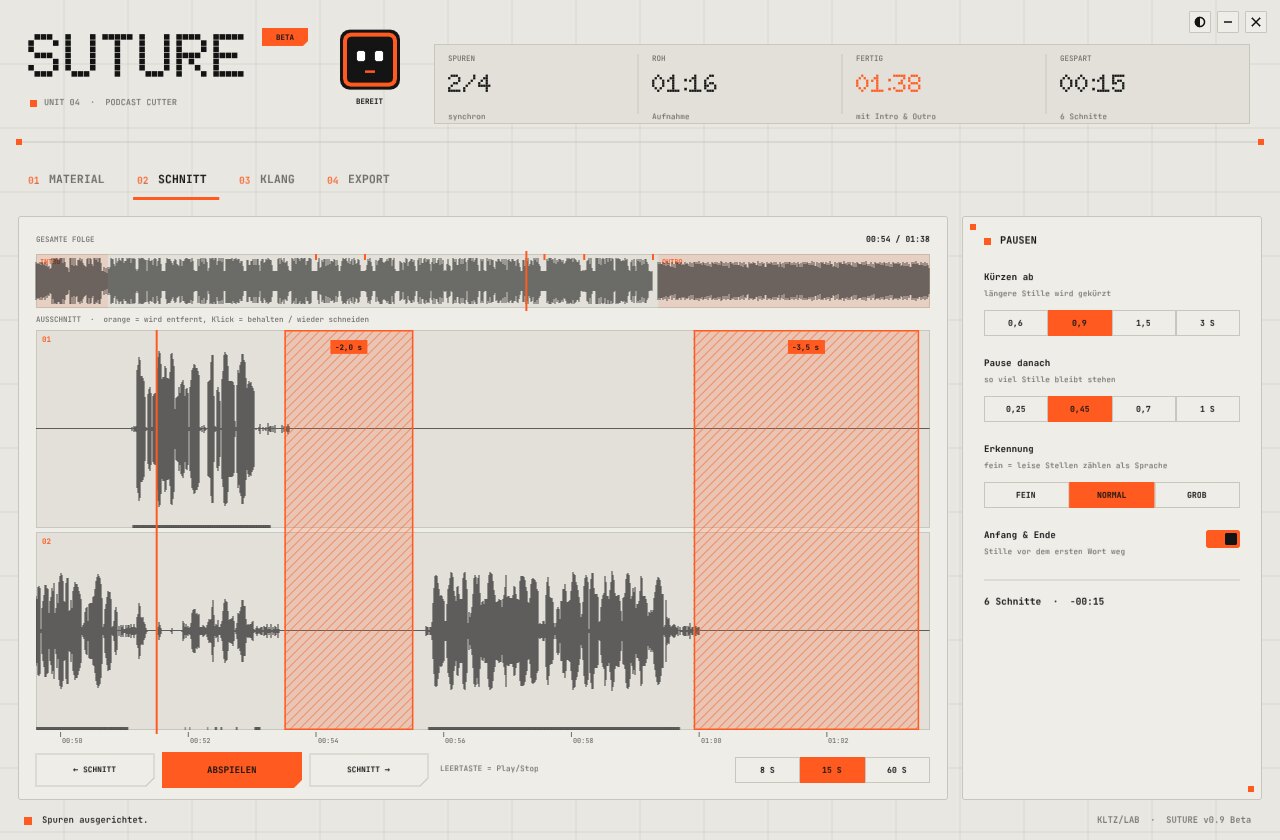 SUTURE
BETA
UNIT 04 · PODCAST CUTTER
BEREIT
SPUREN
2/4
synchron
ROH
01:16
Aufnahme
FERTIG
01:38
mit Intro & Outro
GESPART
00:15
6 Schnitte
01 MATERIAL
02 SCHNITT
03 KLANG
04 EXPORT
GESAMTE FOLGE
00:54 / 01:38
INTRO
OUTRO
AUSSCHNITT · orange = wird entfernt, Klick = behalten / wieder schneiden
01
-2,0 s
-3,5 s
02
00:50
00:52
00:54
00:56
00:58
01:00
01:02
← SCHNITT
ABSPIELEN
SCHNITT →
LEERTASTE = Play/Stop
8 S
15 S
60 S
PAUSEN
Kürzen ab
längere Stille wird gekürzt
0,6
0,9
1,5
3 S
Pause danach
so viel Stille bleibt stehen
0,25
0,45
0,7
1 S
Erkennung
fein = leise Stellen zählen als Sprache
FEIN
NORMAL
GROB
Anfang & Ende
Stille vor dem ersten Wort weg
6 Schnitte · -00:15
Spuren ausgerichtet.
KLTZ/LAB · SUTURE v0.9 Beta